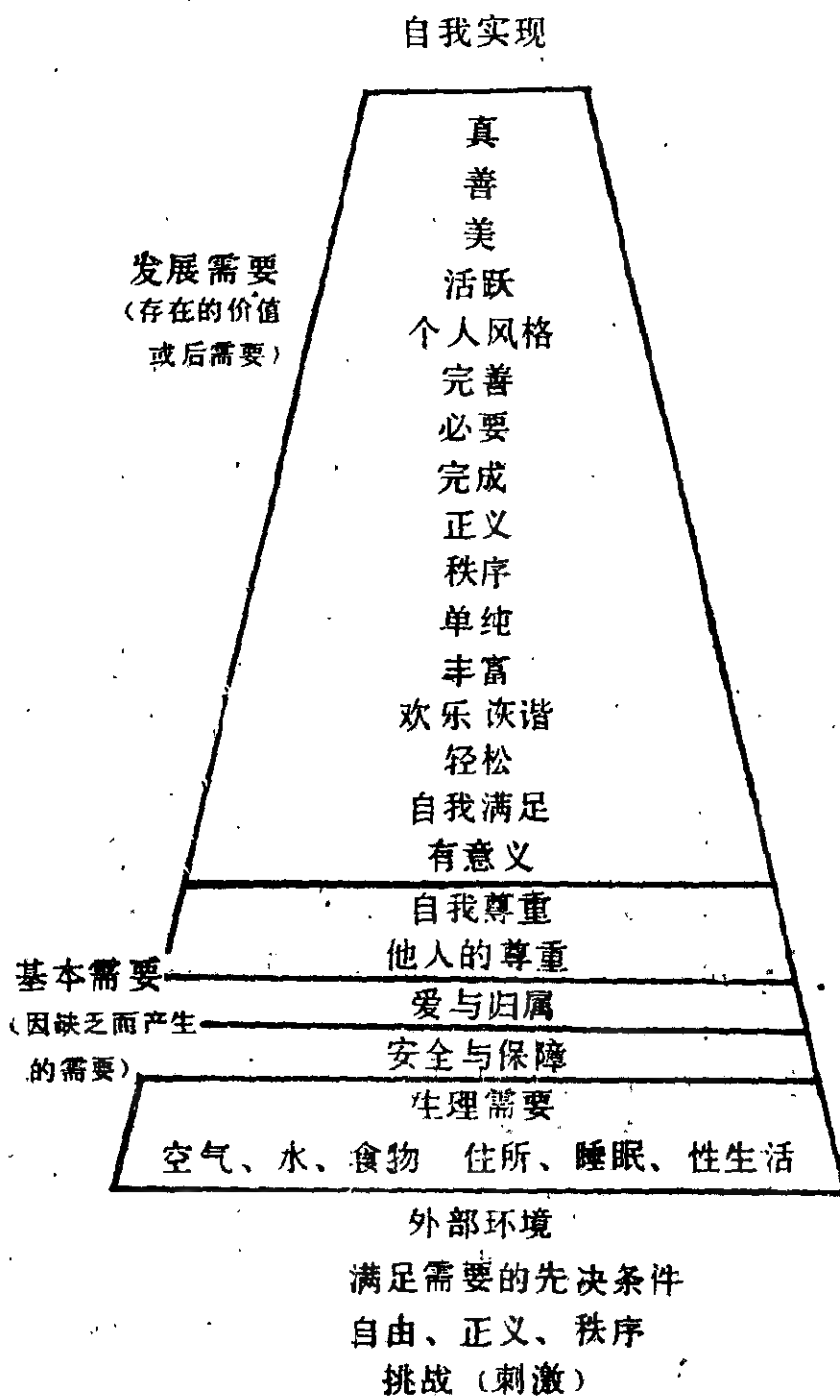 自我实现
真
善
美
发展需要
活跃
(存在的价值
个人风格
或后需要)
完善
必要
完成
正义
秩序
单纯
丰富
欢乐 诙谐
轻松
自我满足
有意义
自我尊重
他人的尊重
基本需要
爱与归属
(因缺乏而产生
安全与保障
的需要)
生理需要
空气、水、食物 住所、睡眠、性生活
外部环境
满足需要的先决条件
自由、正义、秩序
挑战(刺激)